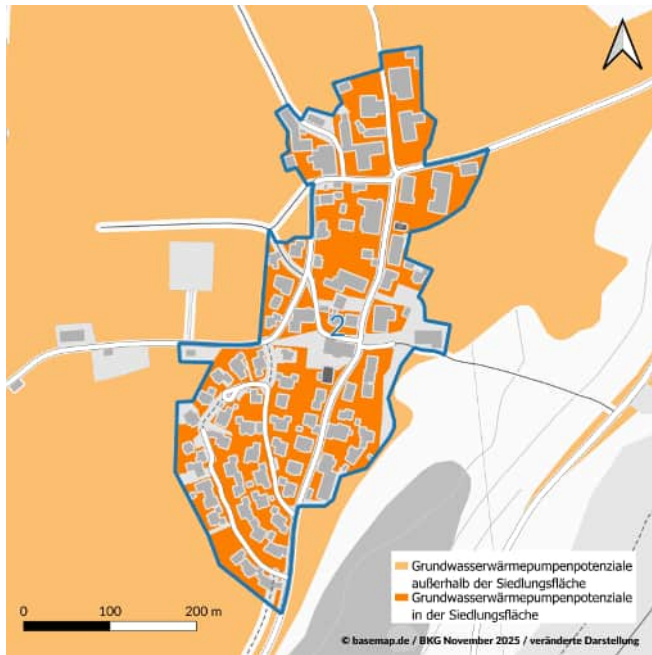 2
Grundwasserwärmepumpenpotenziale
außerhalb der Siedlungsfläche
Grundwasserwärmepumpenpotenziale
in der Siedlungsfläche
0 100 200 m
© basemap.de / BKG November 2025 / veränderte Darstellung